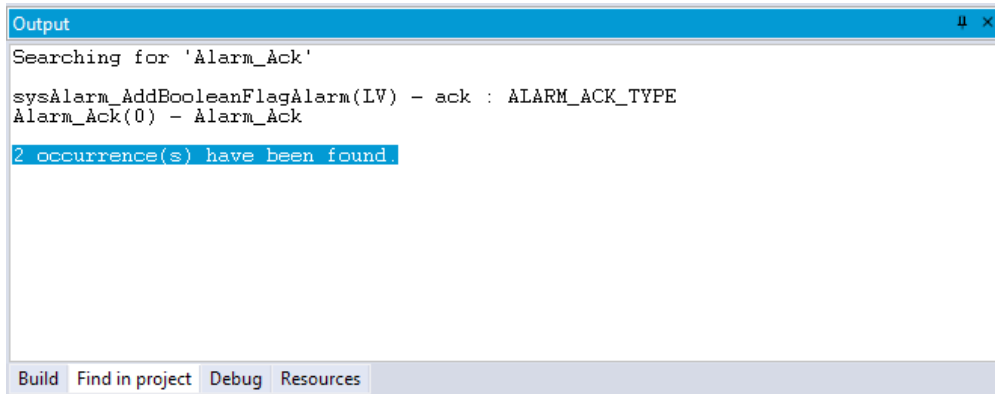 Output
Searching for 'Alarm_Ack'
sysAlarm_AddBooleanFlagAlarm(LV) - ack : ALARM_ACK_TYPE
Alarm_Ack(0) - Alarm_Ack
2 occurrence(s) have been found.
Build Find in project Debug Resources